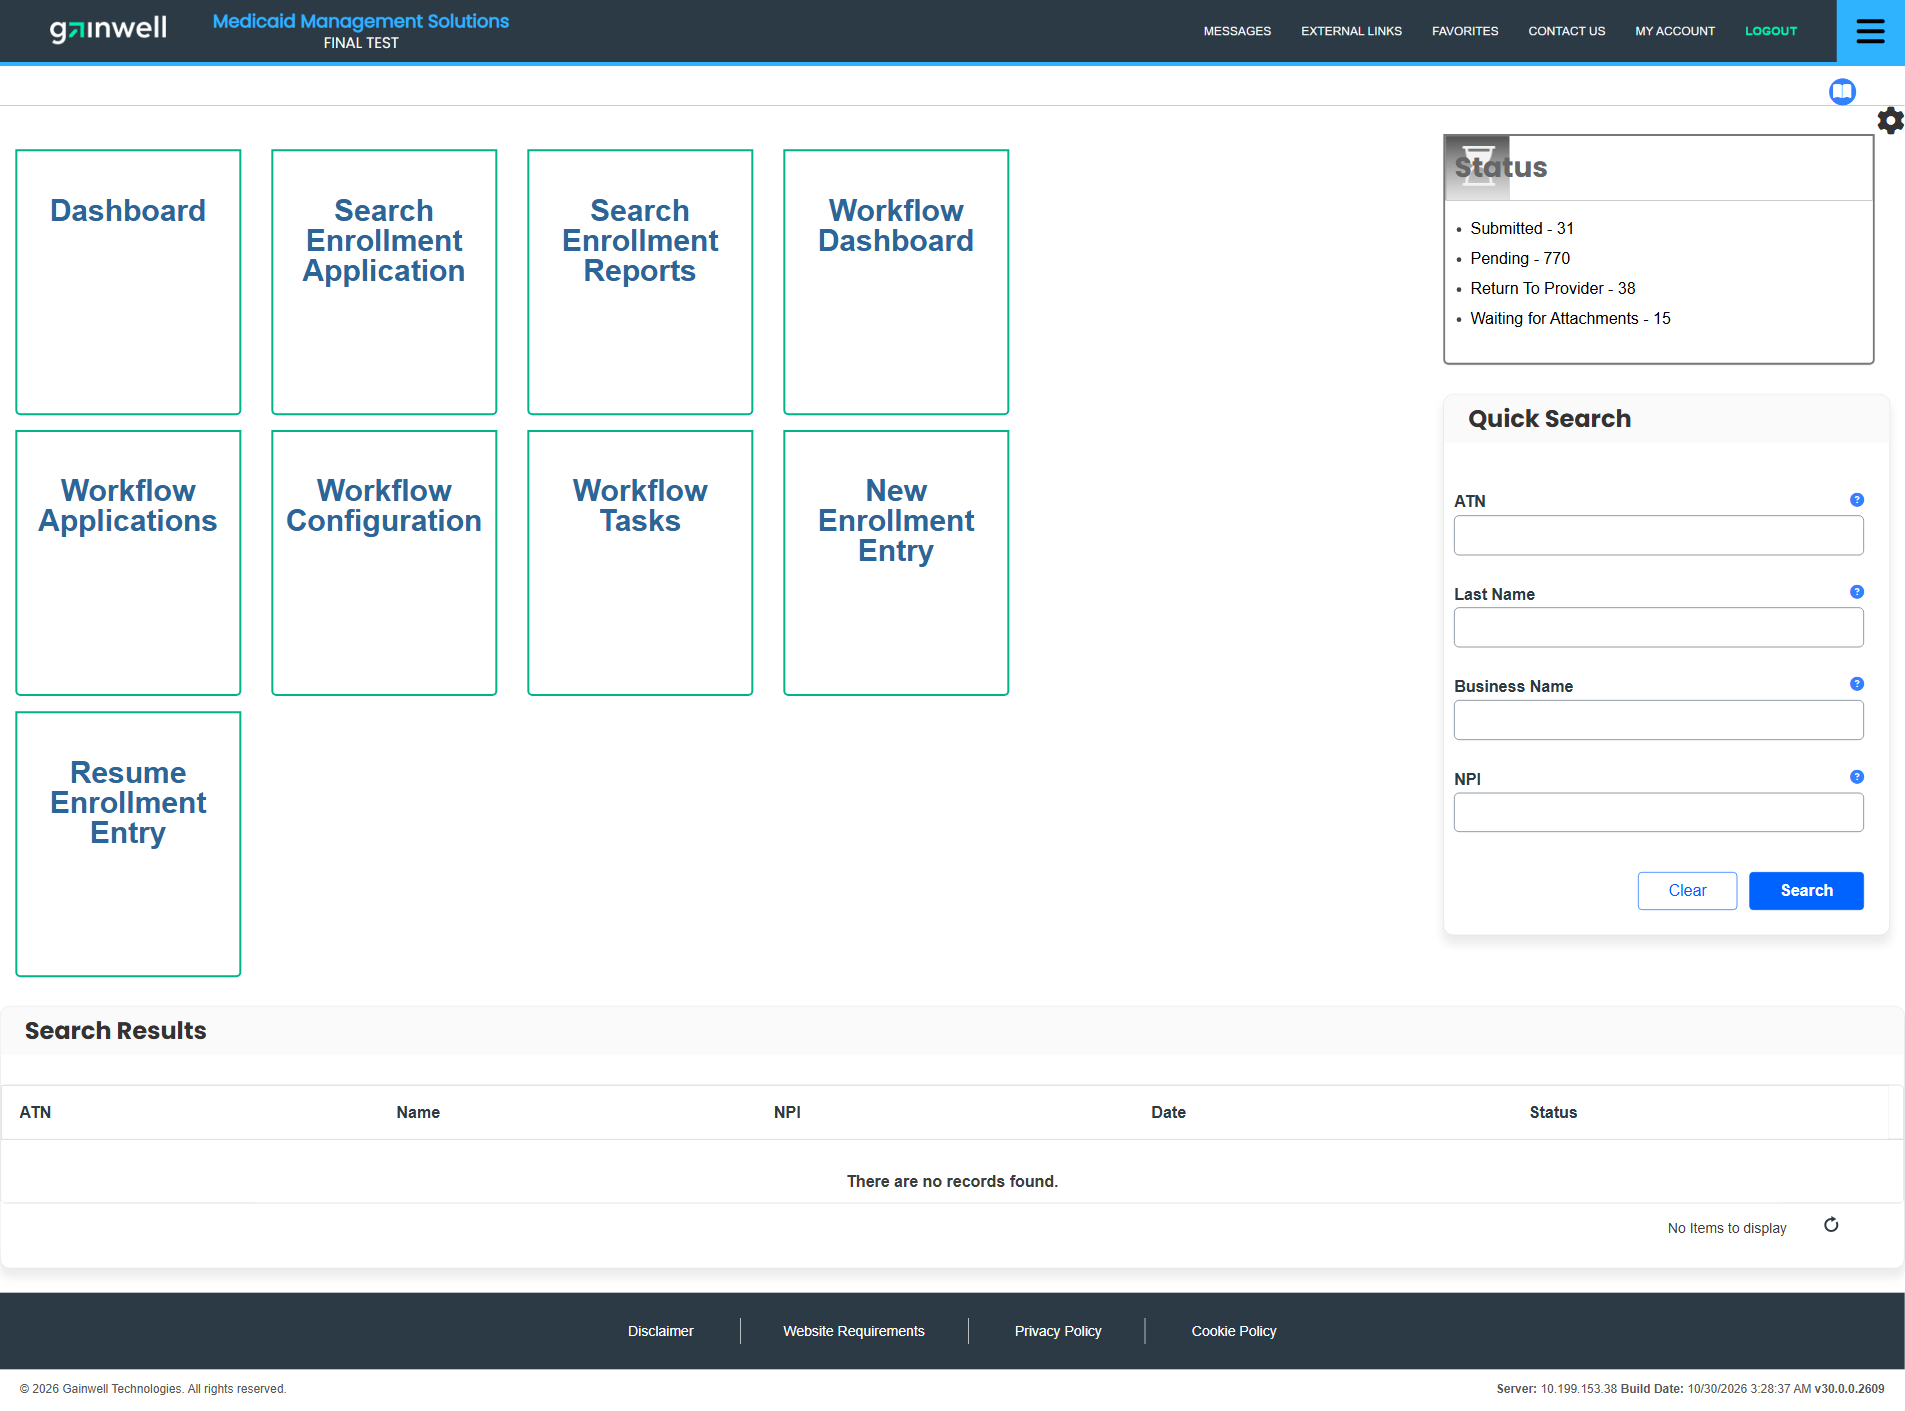 gainwell
Medicaid Management Solutions
FINAL TEST
MESSAGES
EXTERNAL LINKS
FAVORITES
CONTACT US
MY ACCOUNT
LOGOUT
Dashboard
Search
Enrollment
Application
Search
Enrollment
Reports
Workflow
Dashboard
Workflow
Applications
Workflow
Configuration
Workflow
Tasks
New
Enrollment
Entry
Resume
Enrollment
Entry
Status
• Submitted - 31
• Pending - 770
• Return To Provider - 38
• Waiting for Attachments - 15
Quick Search
ATN
?
Last Name
?
Business Name
?
NPI
?
Clear
Search
Search Results
ATN
Name
NPI
Date
Status
There are no records found.
No Items to display
Disclaimer
Website Requirements
Privacy Policy
Cookie Policy
© 2026 Gainwell Technologies. All rights reserved.
Server: 10.199.153.38 Build Date: 10/30/2026 3:28:37 AM v30.0.0.2609